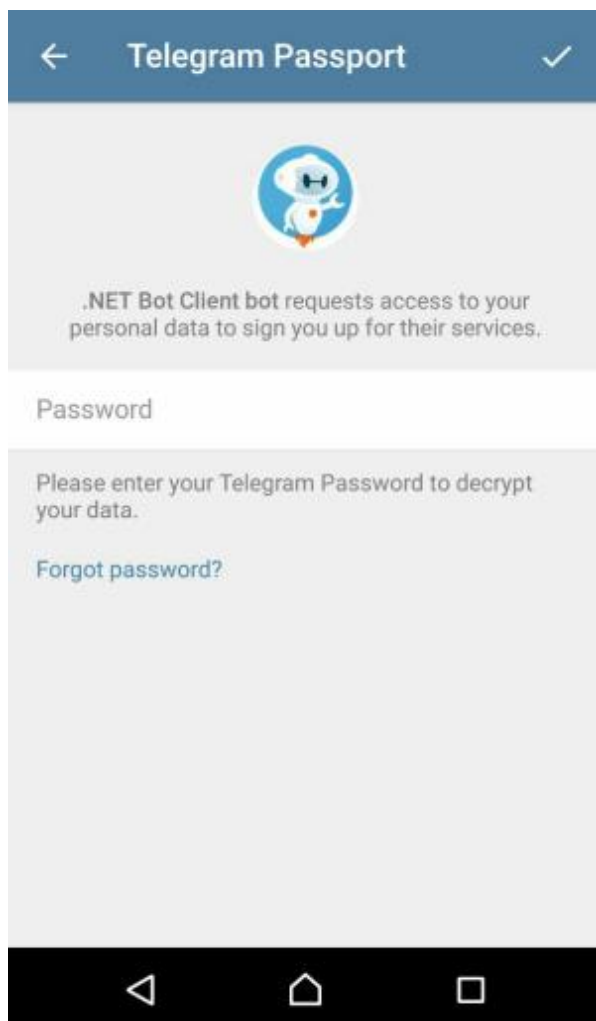 Telegram Passport
.NET Bot Client bot requests access to your
personal data to sign you up for their services.
Password
Please enter your Telegram Password to decrypt
your data.
Forgot password?